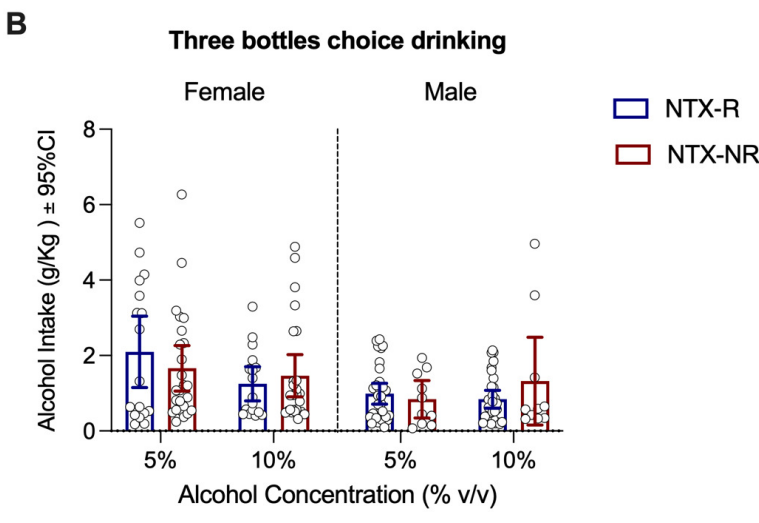 B
Three bottles choice drinking
Female
Male
NTX-R
NTX-NR
Alcohol Intake (g/Kg ) ± 95%CI
8
6
4
2
0
5%
10%
5%
10%
Alcohol Concentration (% v/v)